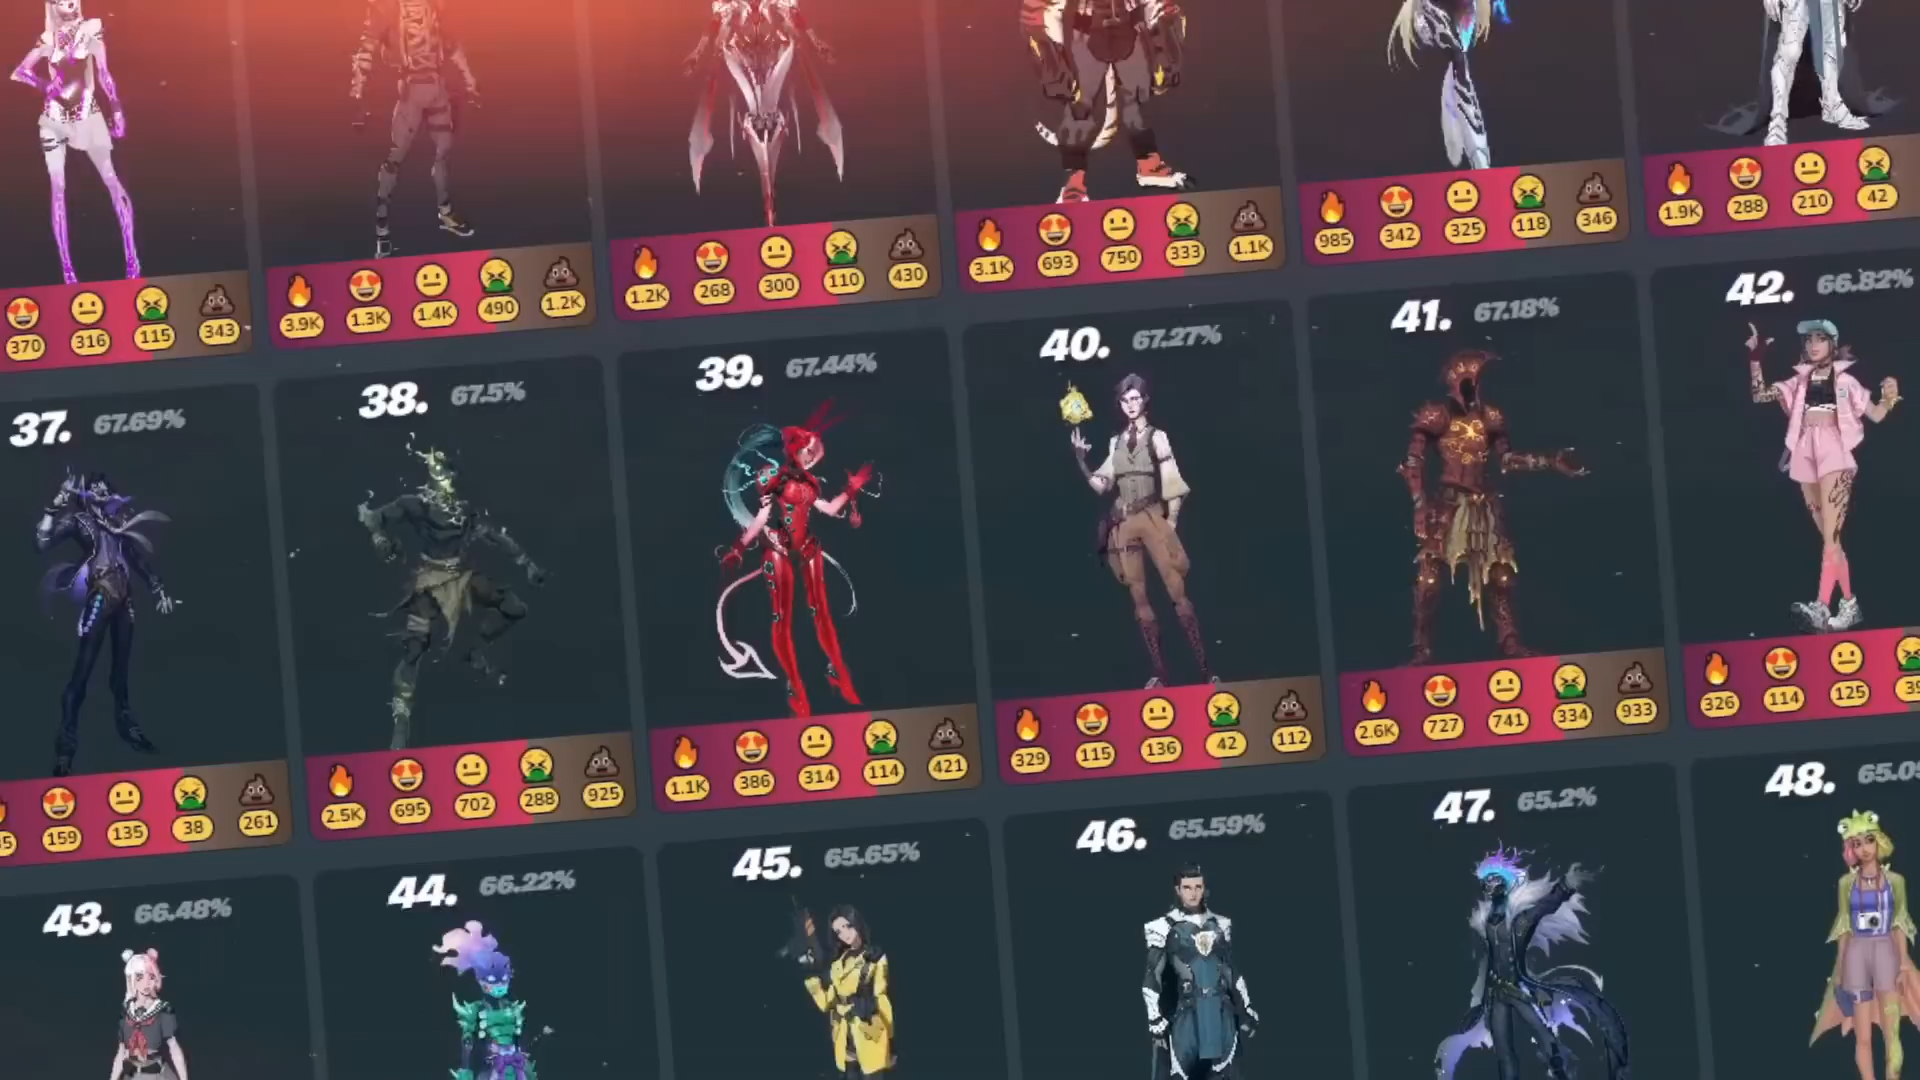 370 316 115 343
3.9K 1.3K 1.4K 490 1.2K
1.2K 268 300 110 430
3.1K 693 750 333 1.1K
985 342 325 118 346
1.9K 288 210 42
37. 67.69%
38. 67.5%
39. 67.44%
40. 67.27%
41. 67.18%
42. 66.82%
159 135 38 261
2.5K 695 702 288 925
1.1K 386 314 114 421
329 115 136 42 112
2.6K 727 741 334 933
326 114 125
43. 66.48%
44. 66.22%
45. 65.65%
46. 65.59%
47. 65.2%
48.